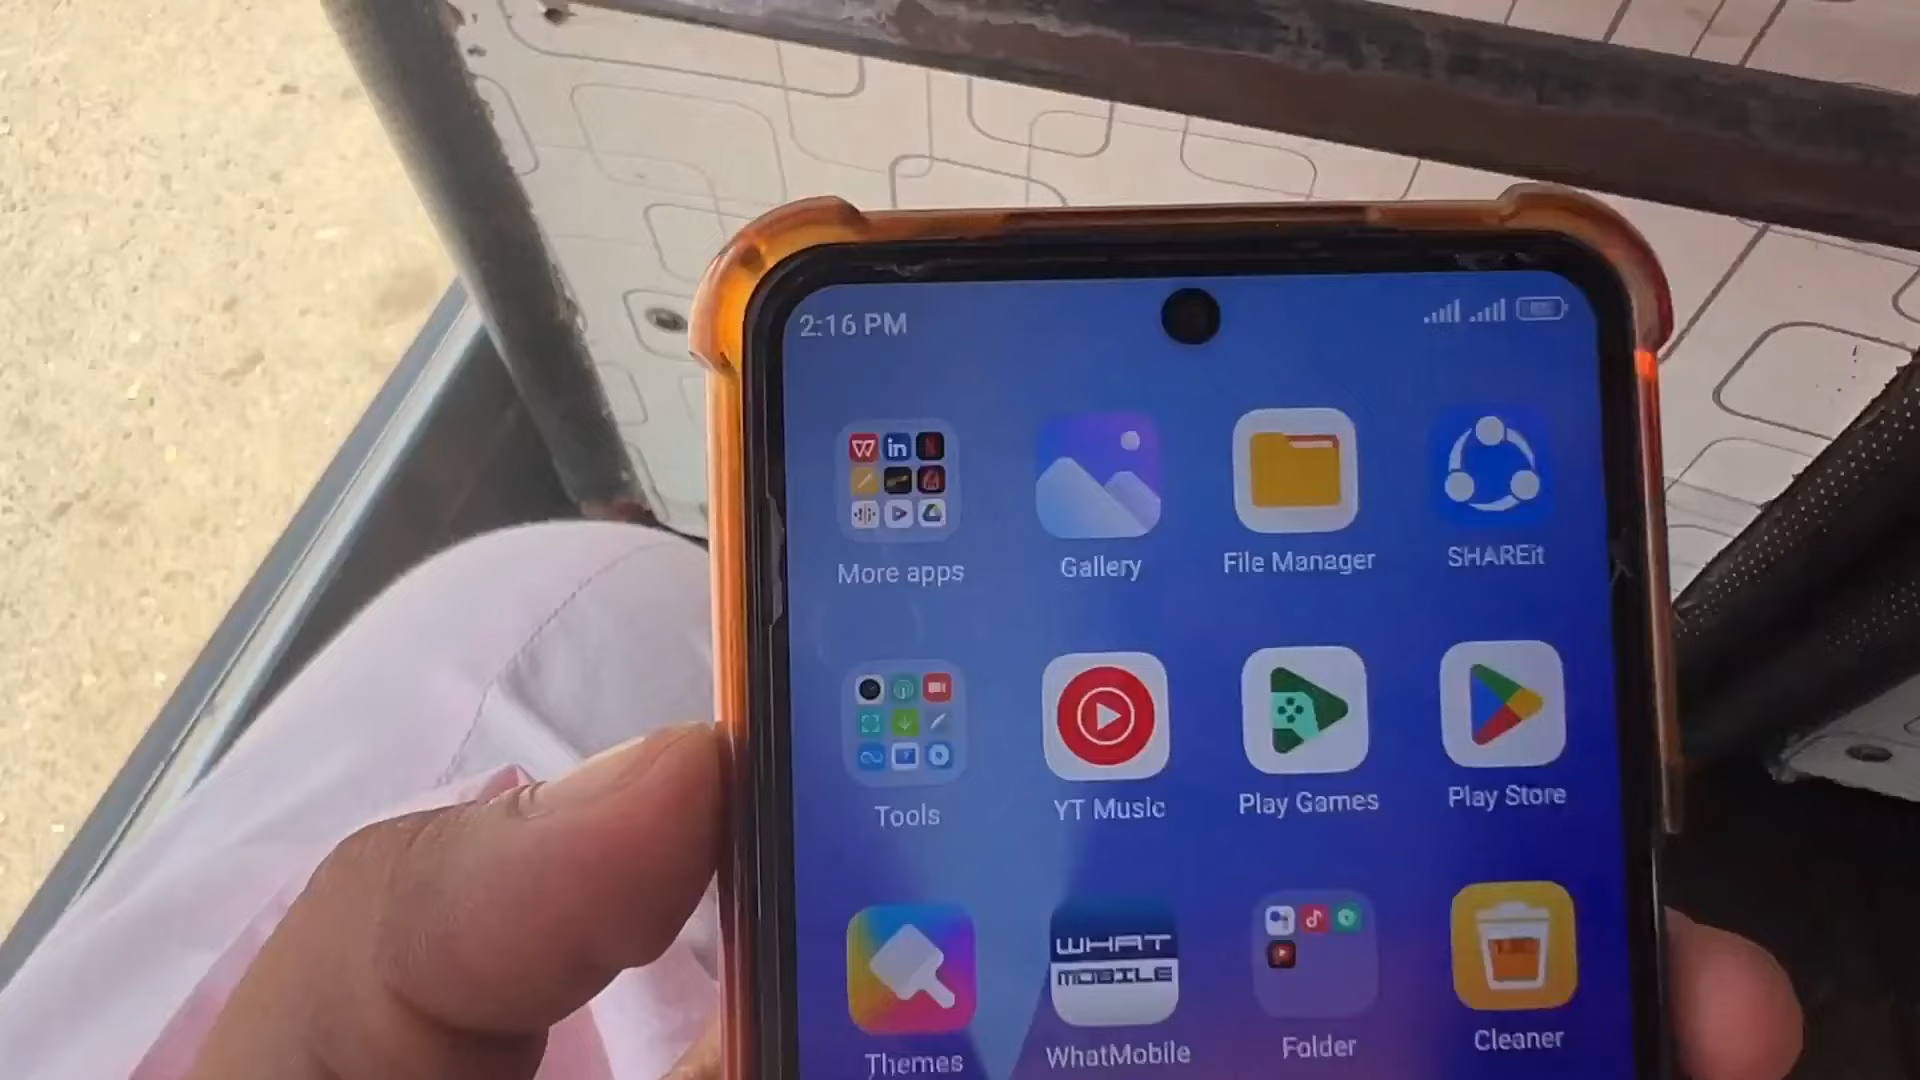 2:16 PM
More apps
Gallery
File Manager
SHAREit
Tools
YT Music
Play Games
Play Store
WHAT
MOBILE
Themes
WhatMobile
Folder
Cleaner
in